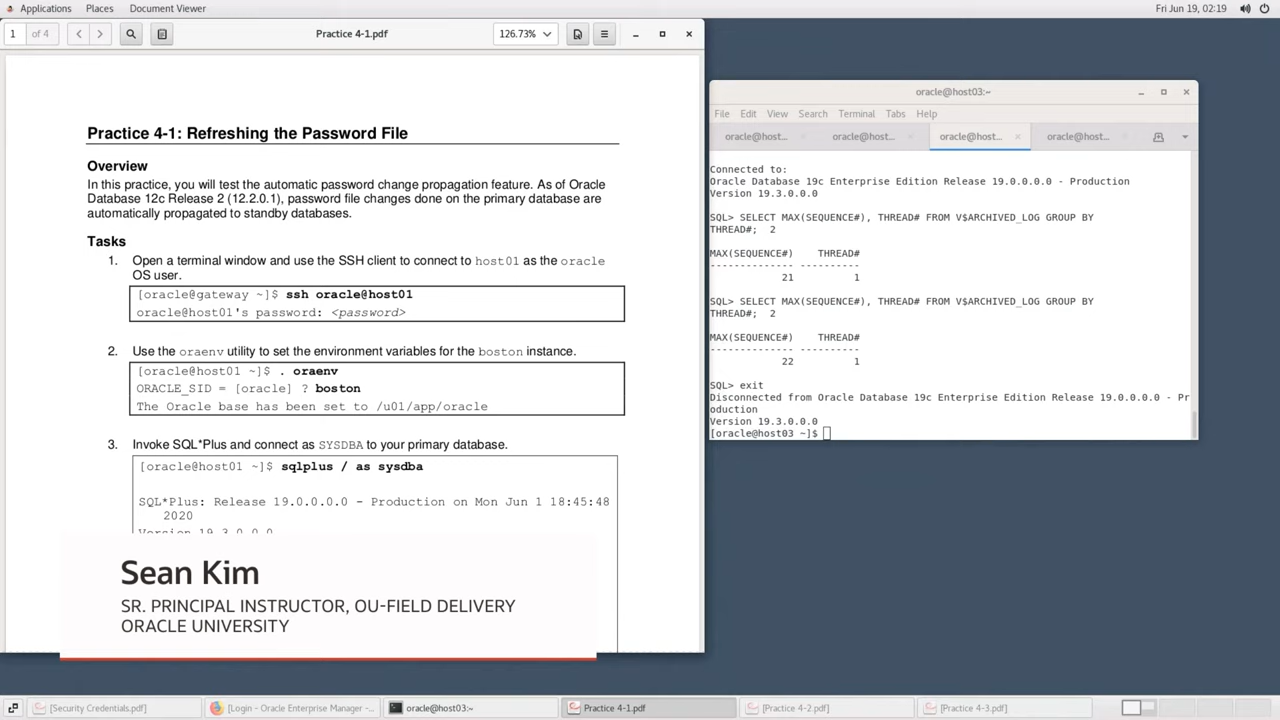 Applications Places Document Viewer Fri Jun 19, 02:19
1 of 4 Practice 4-1.pdf 126.73%
Practice 4-1: Refreshing the Password File
Overview
In this practice, you will test the automatic password change propagation feature. As of Oracle
Database 12c Release 2 (12.2.0.1), password file changes done on the primary database are
automatically propagated to standby databases.
Tasks
1. Open a terminal window and use the SSH client to connect to host01 as the oracle
OS user.
[oracle@gateway ~]$ ssh oracle@host01
oracle@host01's password: <password>
2. Use the oraenv utility to set the environment variables for the boston instance.
[oracle@host01 ~]$ . oraenv
ORACLE_SID = [oracle] ? boston
The Oracle base has been set to /u01/app/oracle
3. Invoke SQL*Plus and connect as SYSDBA to your primary database.
[oracle@host01 ~]$ sqlplus / as sysdba
SQL*Plus: Release 19.0.0.0.0 - Production on Mon Jun 1 18:45:48
2020
Version 19.3.0.0.0
Sean Kim
SR. PRINCIPAL INSTRUCTOR, OU-FIELD DELIVERY
ORACLE UNIVERSITY
oracle@host03:~
File Edit View Search Terminal Tabs Help
oracle@host... oracle@host... oracle@host... oracle@host...
Connected to:
Oracle Database 19c Enterprise Edition Release 19.0.0.0.0 - Production
Version 19.3.0.0.0
SQL> SELECT MAX(SEQUENCE#), THREAD# FROM V$ARCHIVED_LOG GROUP BY
THREAD#; 2
MAX(SEQUENCE#) THREAD#
-------------- ----------
21 1
SQL> SELECT MAX(SEQUENCE#), THREAD# FROM V$ARCHIVED_LOG GROUP BY
THREAD#; 2
MAX(SEQUENCE#) THREAD#
-------------- ----------
22 1
SQL> exit
Disconnected from Oracle Database 19c Enterprise Edition Release 19.0.0.0.0 - Pr
oduction
Version 19.3.0.0.0
[oracle@host03 ~]$
[Security Credentials.pdf] [Login - Oracle Enterprise Manager -... oracle@host03:~ Practice 4-1.pdf [Practice 4-2.pdf] [Practice 4-3.pdf]